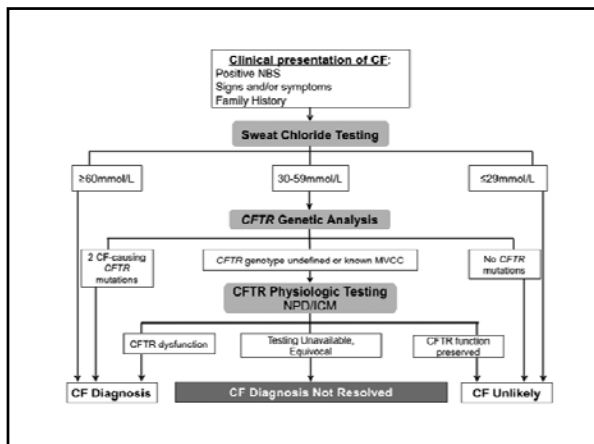 Clinical presentation of CF:
Positive NBS
Signs and/or symptoms
Family History
Sweat Chloride Testing
≥60mmol/L
30-59mmol/L
≤29mmol/L
CFTR Genetic Analysis
2 CF-causing
CFTR
mutations
CFTR genotype undefined or known MVCC
No CFTR
mutations
CFTR Physiologic Testing
NPD/ICM
CFTR dysfunction
Testing Unavailable,
Equivocal
CFTR function
preserved
CF Diagnosis
CF Diagnosis Not Resolved
CF Unlikely